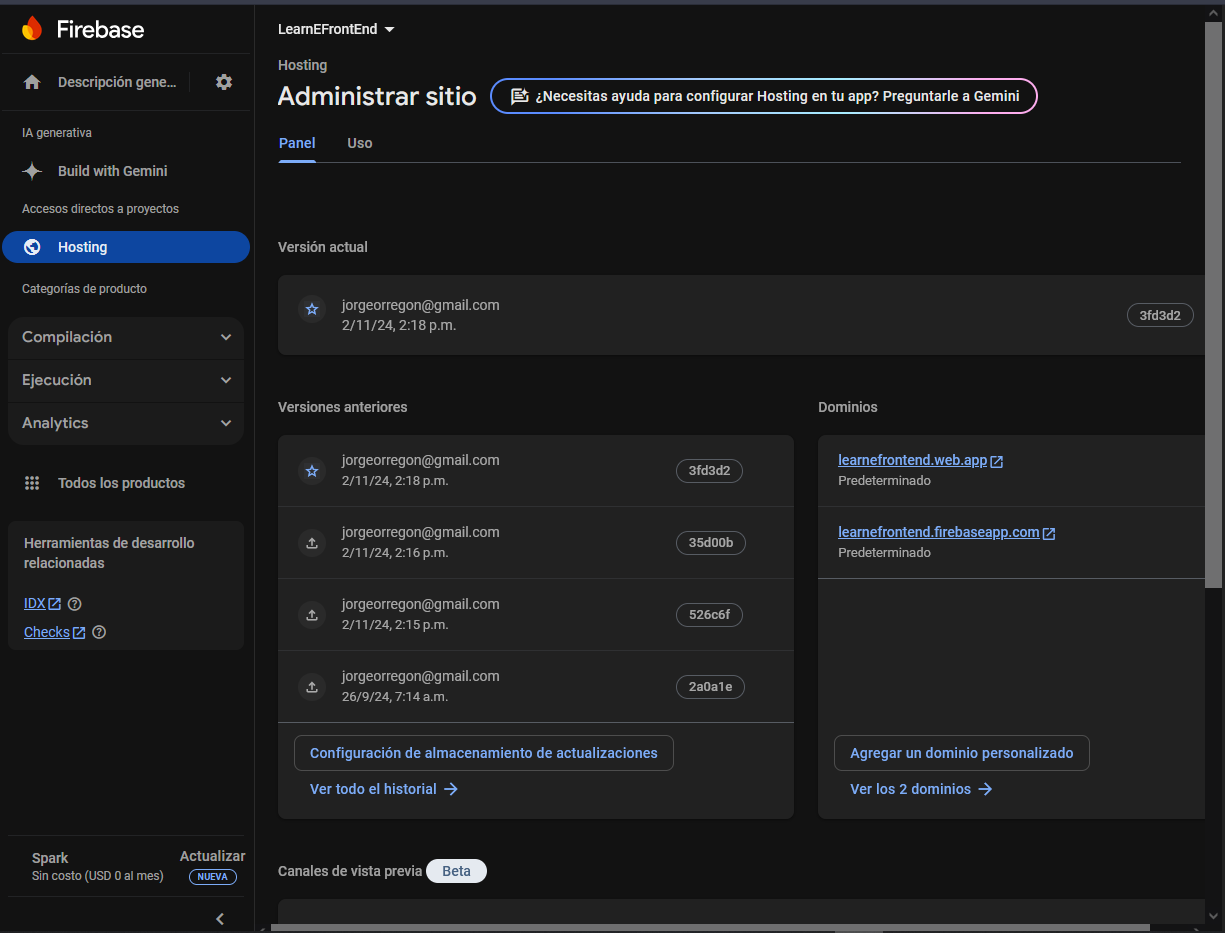 Firebase
Descripción gene...
IA generativa
Build with Gemini
Accesos directos a proyectos
Hosting
Categorías de producto
Compilación
Ejecución
Analytics
Todos los productos
Herramientas de desarrollo
relacionadas
IDX
Checks
Spark
Sin costo (USD 0 al mes)
Actualizar
NUEVA
LearnEFrontEnd
Hosting
Administrar sitio
¿Necesitas ayuda para configurar Hosting en tu app? Preguntarle a Gemini
Panel
Uso
Versión actual
jorgeorregon@gmail.com
2/11/24, 2:18 p.m.
3fd3d2
Versiones anteriores
jorgeorregon@gmail.com
2/11/24, 2:18 p.m.
3fd3d2
jorgeorregon@gmail.com
2/11/24, 2:16 p.m.
35d00b
jorgeorregon@gmail.com
2/11/24, 2:15 p.m.
526c6f
jorgeorregon@gmail.com
26/9/24, 7:14 a.m.
2a0a1e
Configuración de almacenamiento de actualizaciones
Ver todo el historial
Dominios
learnefrontend.web.app
Predeterminado
learnefrontend.firebaseapp.com
Predeterminado
Agregar un dominio personalizado
Ver los 2 dominios
Canales de vista previa
Beta